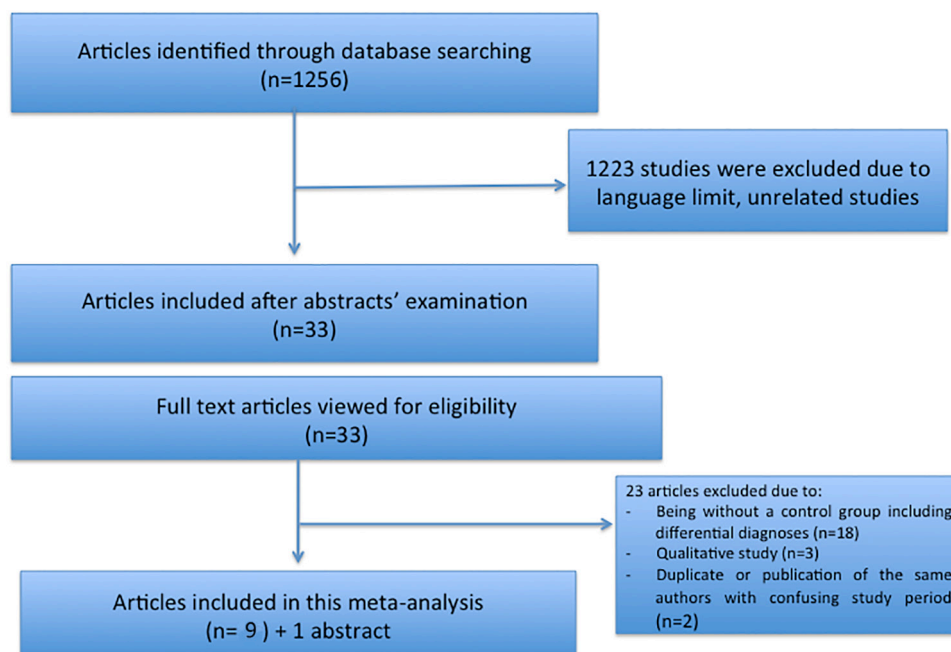 Articles identified through database searching
(n=1256)
1223 studies were excluded due to
language limit, unrelated studies
Articles included after abstracts' examination
(n=33)
Full text articles viewed for eligibility
(n=33)
23 articles excluded due to:
- Being without a control group including
differential diagnoses (n=18)
- Qualitative study (n=3)
- Duplicate or publication of the same
authors with confusing study period
(n=2)
Articles included in this meta-analysis
(n= 9 ) + 1 abstract